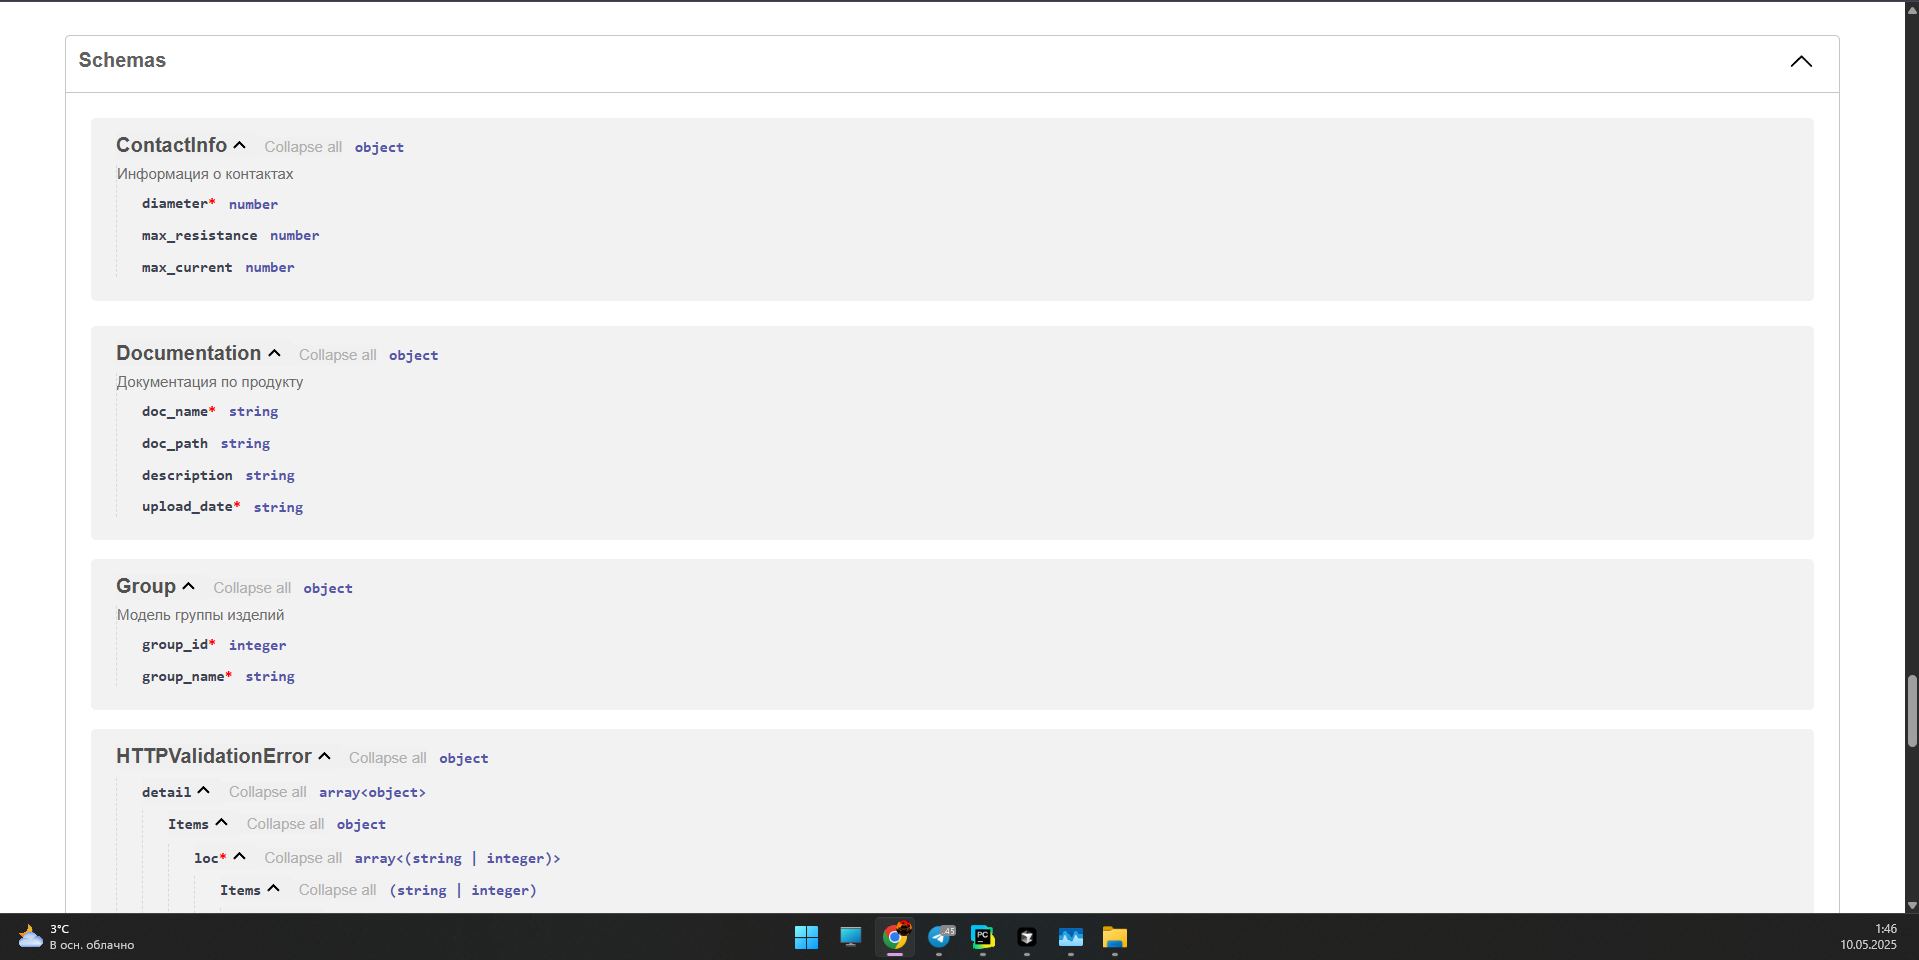 Schemas
ContactInfo Collapse all object
Информация о контактах
diameter* number
max_resistance number
max_current number
Documentation Collapse all object
Документация по продукту
doc_name* string
doc_path string
description string
upload_date* string
Group Collapse all object
Модель группы изделий
group_id* integer
group_name* string
HTTPValidationError Collapse all object
detail Collapse all array<object>
Items Collapse all object
loc* Collapse all array<(string | integer)>
Items Collapse all (string | integer)
3°C
В осн. облачно
45
PC
1:46
10.05.2025